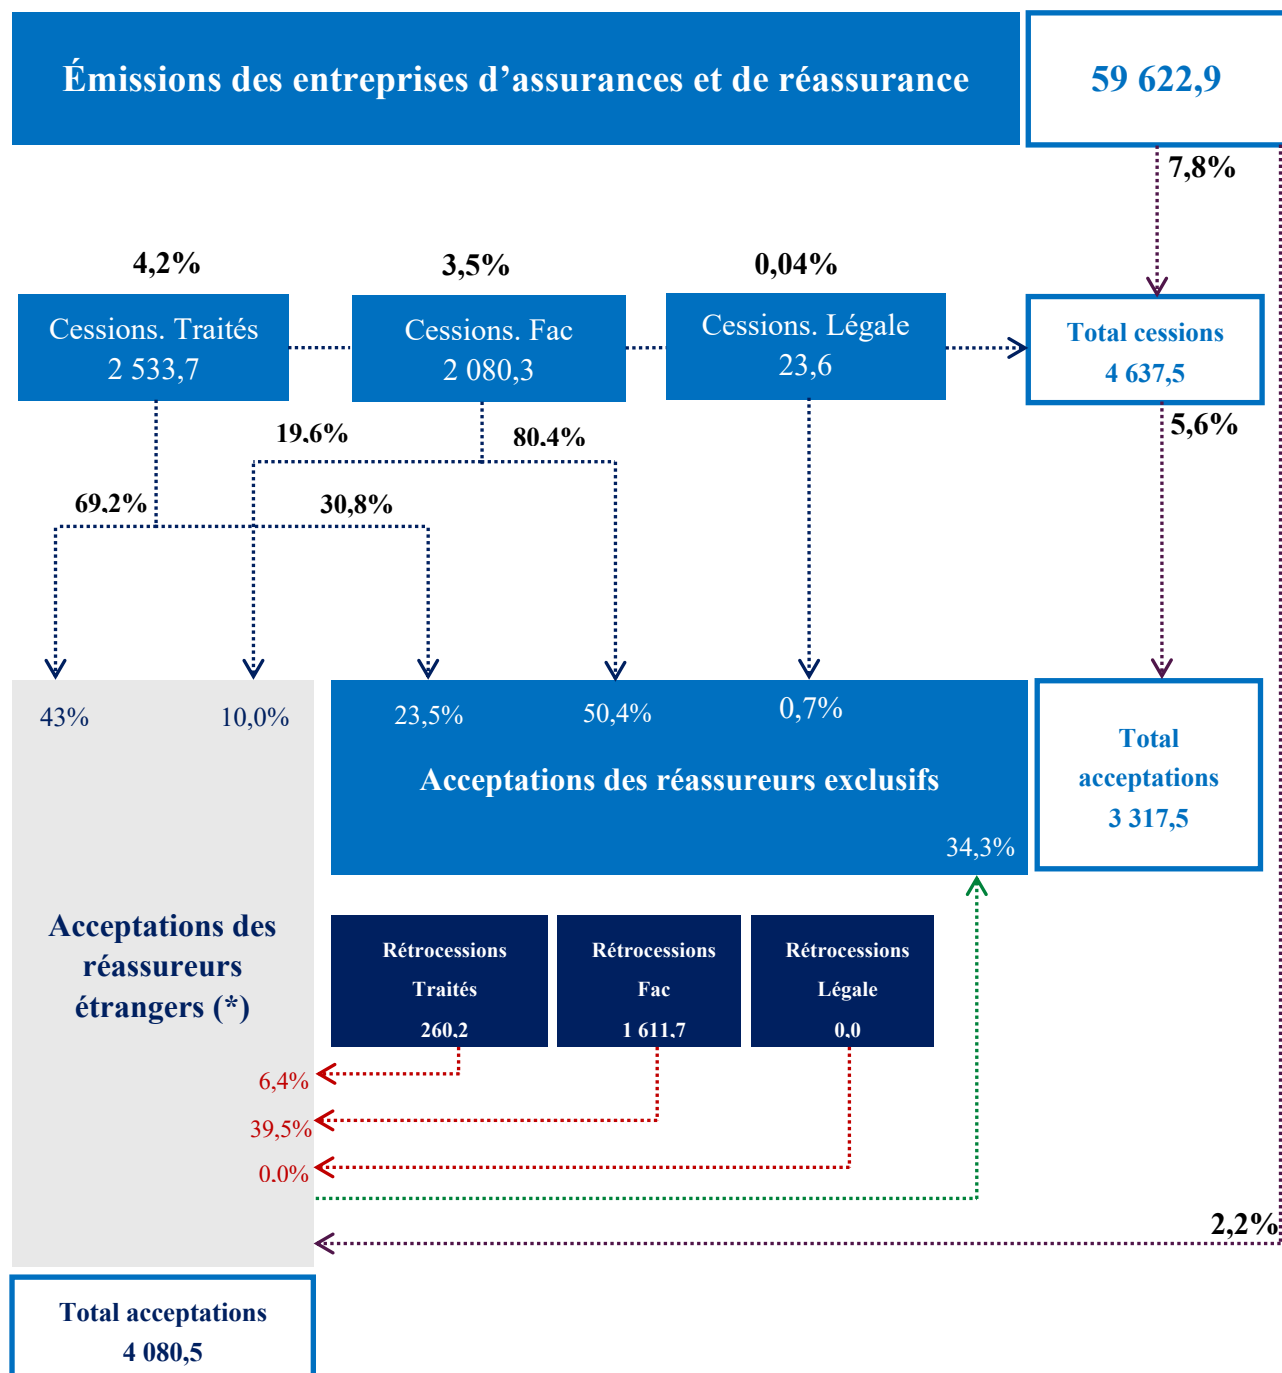 Émissions des entreprises d’assurances et de réassurance
59 622,9
7,8%
4,2%
3,5%
0,04%
Cessions. Traités
2 533,7
Cessions. Fac
2 080,3
Cessions. Légale
23,6
Total cessions
4 637,5
19,6%
80,4%
5,6%
69,2%
30,8%
43%
10,0%
23,5%
50,4%
0,7%
Acceptations des réassureurs exclusifs
34,3%
Total
acceptations
3 317,5
Acceptations des
réassureurs
étrangers (*)
Rétrocessions
Traités
260,2
Rétrocessions
Fac
1 611,7
Rétrocessions
Légale
0,0
6,4%
39,5%
0,0%
2,2%
Total acceptations
4 080,5